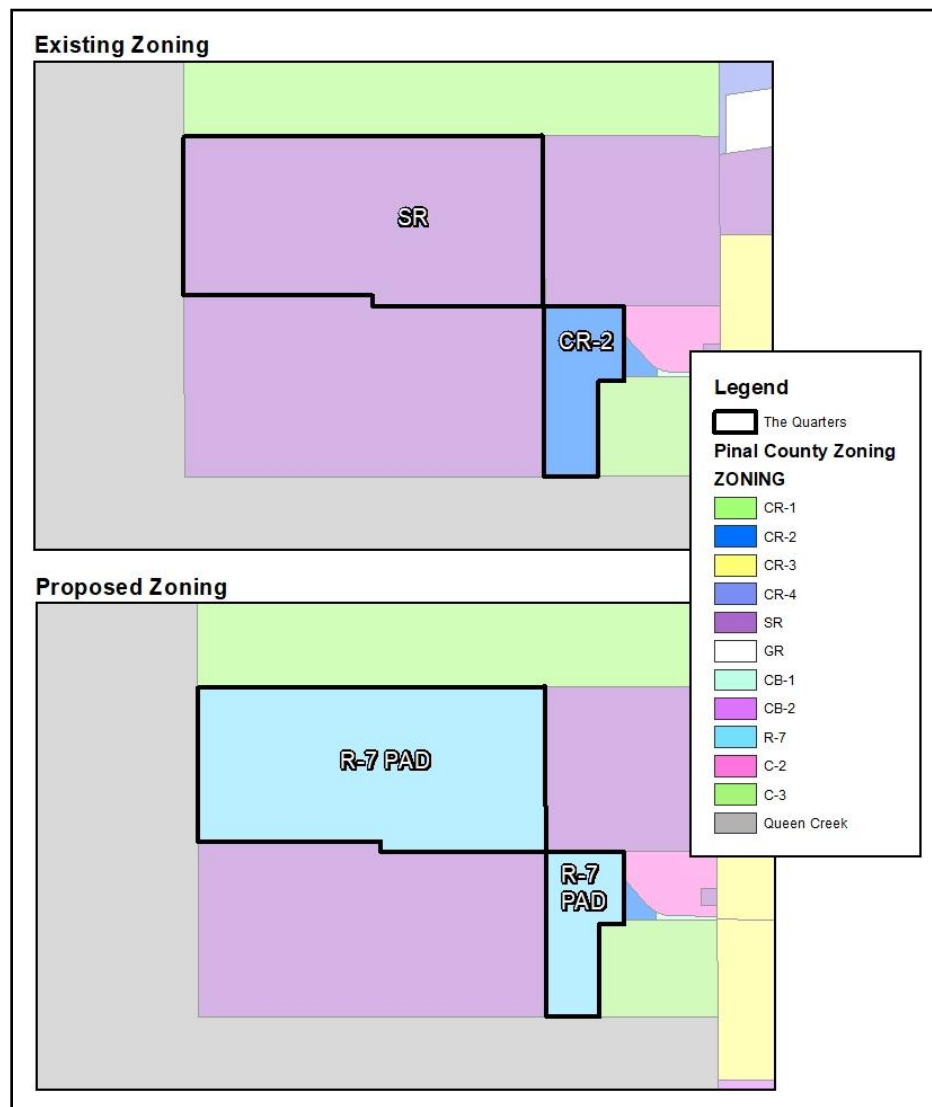 Existing Zoning
SR
CR-2
Legend
The Quarters
Pinal County Zoning
ZONING
CR-1
CR-2
CR-3
CR-4
SR
GR
CB-1
CB-2
R-7
C-2
C-3
Queen Creek
Proposed Zoning
R-7 PAD
R-7
PAD